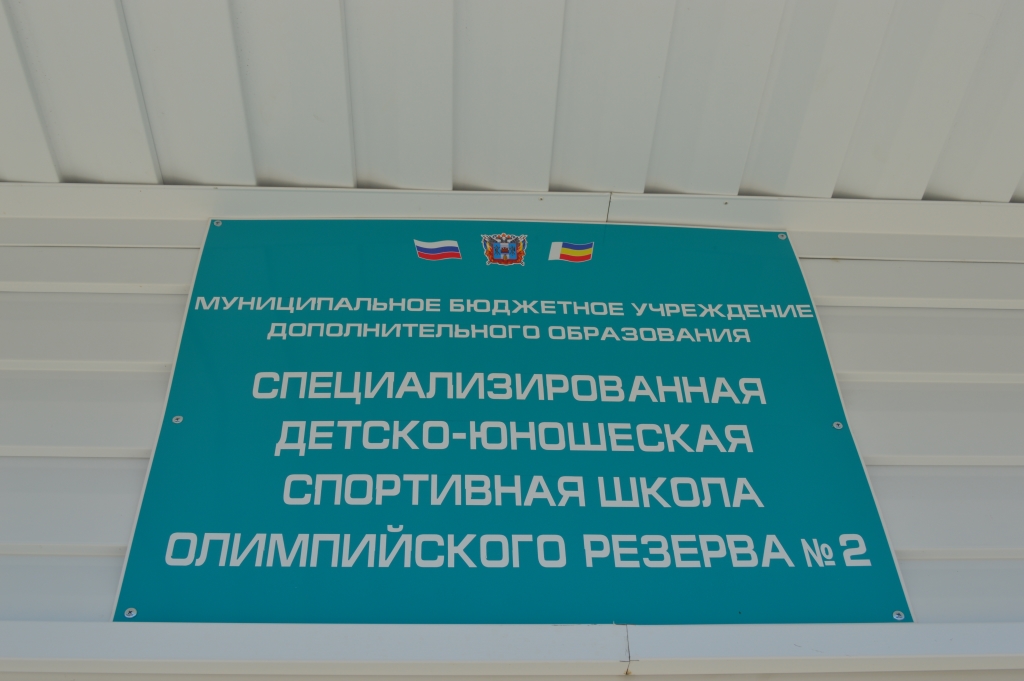 МУНИЦИПАЛЬНОЕ БЮДЖЕТНОЕ УЧРЕЖДЕНИЕ
ДОПОЛНИТЕЛЬНОГО ОБРАЗОВАНИЯ
СПЕЦИАЛИЗИРОВАННАЯ
ДЕТСКО-ЮНОШЕСКАЯ
СПОРТИВНАЯ ШКОЛА
ОЛИМПИЙСКОГО РЕЗЕРВА №2